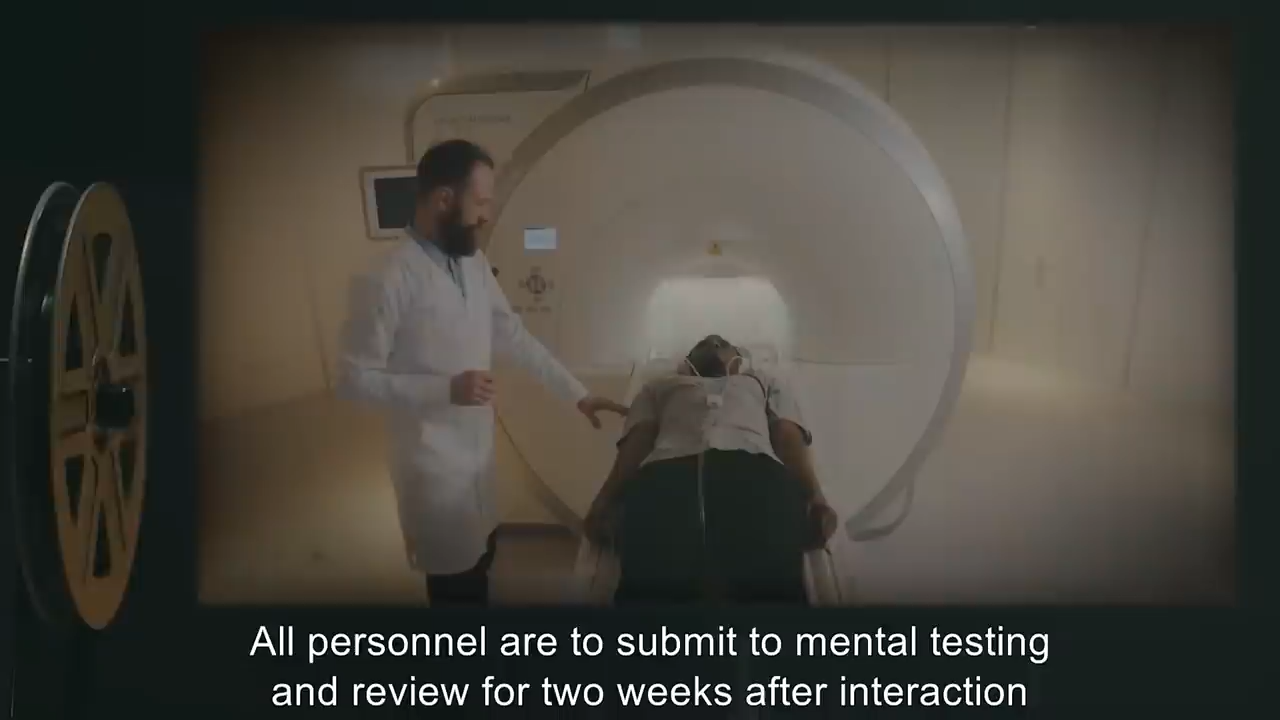 All personnel are to submit to mental testing
and review for two weeks after interaction